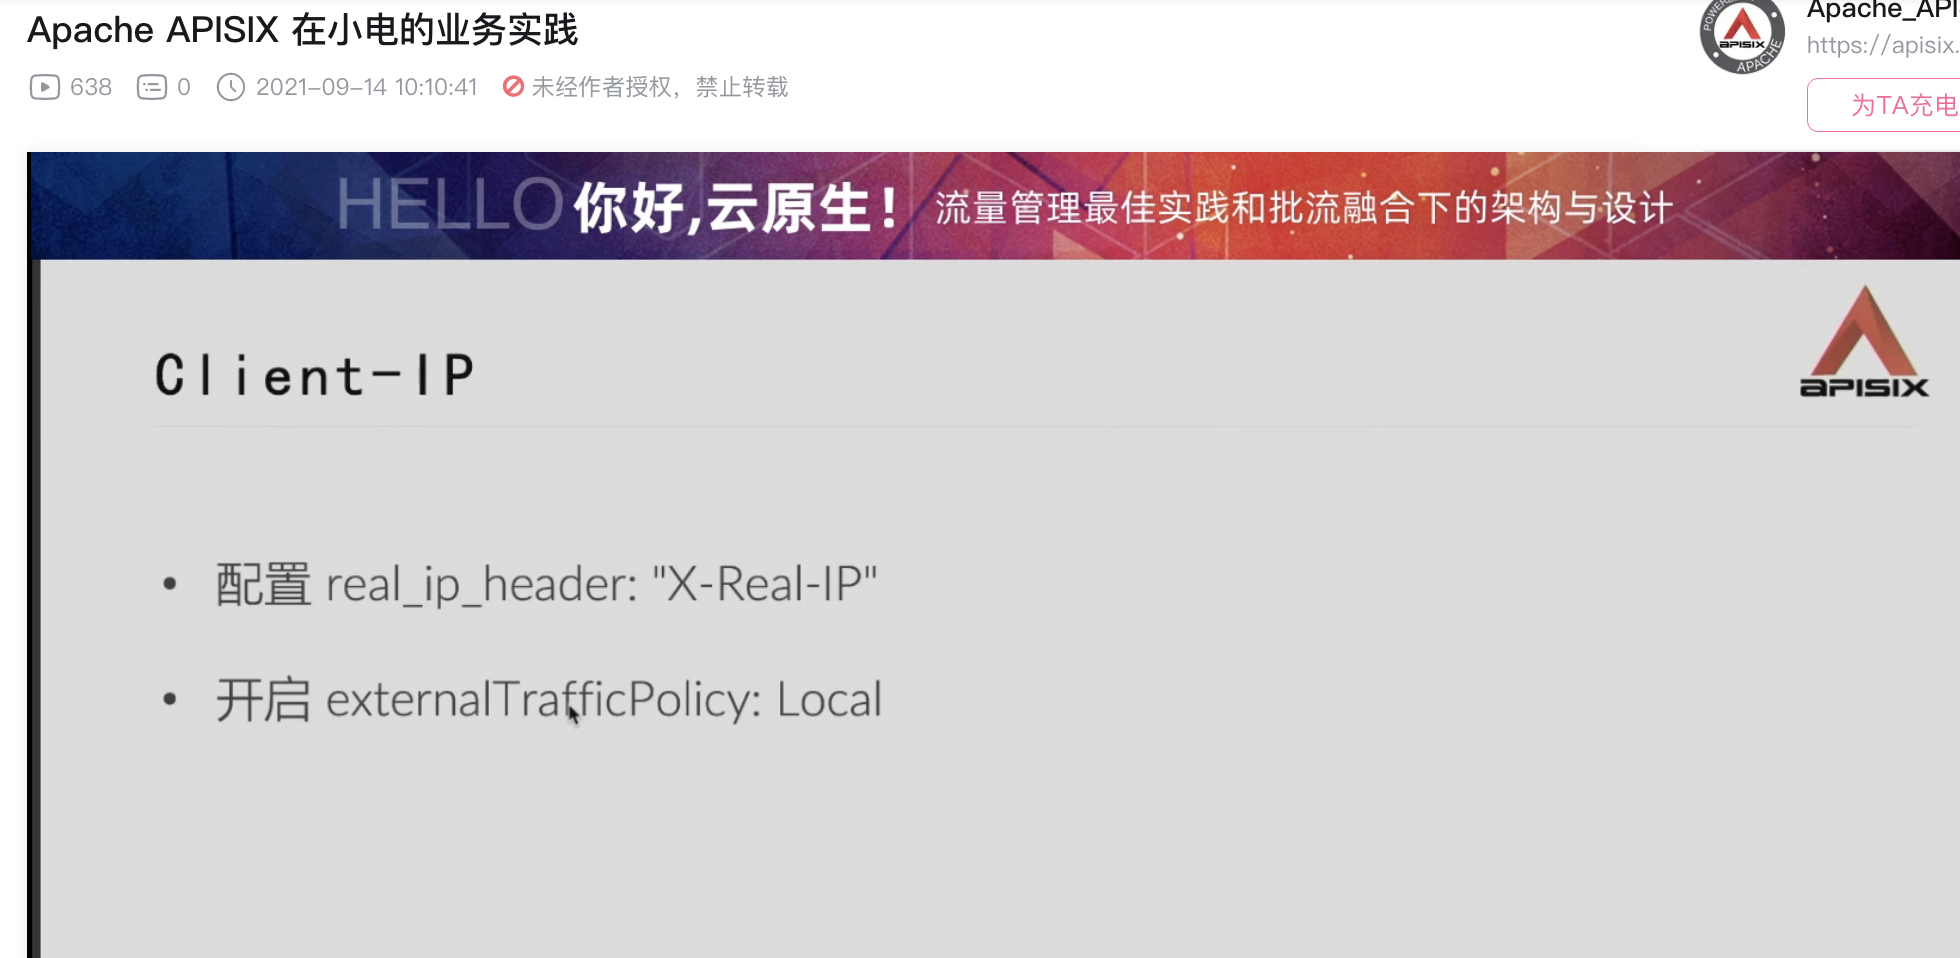 Apache APISIX 在小电的业务实践
638 0 2021-09-14 10:10:41 未经作者授权，禁止转载
POWERED
APISIX
APACHE
Apache_API
https://apisix.
为TA充电
HELLO 你好,云原生！ 流量管理最佳实践和批流融合下的架构与设计
APISIX
Client-IP
• 配置 real_ip_header: "X-Real-IP"
• 开启 externalTrafficPolicy: Local